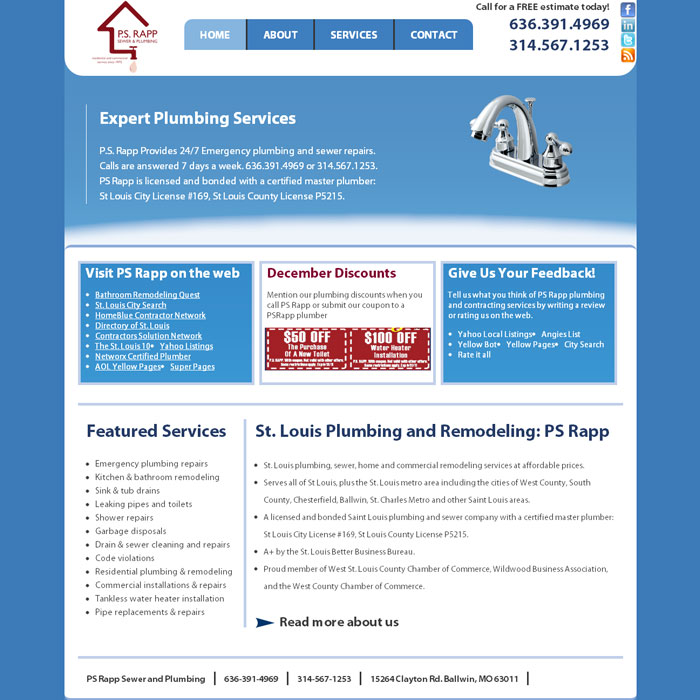 P.S. RAPP
SEWER & PLUMBING
Call for a FREE estimate today!
636.391.4969
314.567.1253
HOME
ABOUT
SERVICES
CONTACT
Expert Plumbing Services
P.S. Rapp Provides 24/7 Emergency plumbing and sewer repairs.
Calls are answered 7 days a week. 636.391.4969 or 314.567.1253.
PS Rapp is licensed and bonded with a certified master plumber:
St Louis City License #169, St Louis County License P5215.
Visit PS Rapp on the web
• Bathroom Remodeling Quest
• St. Louis City Search
• HomeBlue Contractor Network
• Directory of St. Louis
• Contractors Solution Network
• The St. Louis 10 • Yahoo Listings
• Networx Certified Plumber
• AOL Yellow Pages • Super Pages
December Discounts
Mention our plumbing discounts when you
call PS Rapp or submit our coupon to a
PSRapp plumber
$50 OFF
The Purchase
Of A New Toilet
$100 OFF
Water Heater
Installation
Give Us Your Feedback!
Tell us what you think of PS Rapp plumbing
and contracting services by writing a review
or rating us on the web.
• Yahoo Local Listings • Angies List
• Yellow Bot • Yellow Pages • City Search
• Rate it all
Featured Services
• Emergency plumbing repairs
• Kitchen & bathroom remodeling
• Sink & tub drains
• Leaking pipes and toilets
• Shower repairs
• Garbage disposals
• Drain & sewer cleaning and repairs
• Code violations
• Residential plumbing & remodeling
• Commercial installations & repairs
• Tankless water heater installation
• Pipe replacements & repairs
St. Louis Plumbing and Remodeling: PS Rapp
• St. Louis plumbing, sewer, home and commercial remodeling services at affordable prices.
• Serves all of St Louis, plus the St. Louis metro area including the cities of West County, South
County, Chesterfield, Ballwin, St. Charles Metro and other Saint Louis areas.
• A licensed and bonded Saint Louis plumbing and sewer company with a certified master plumber:
St Louis City License #169, St Louis County License P5215.
• A+ by the St. Louis Better Business Bureau.
• Proud member of West St. Louis County Chamber of Commerce, Wildwood Business Association,
and the West County Chamber of Commerce.
Read more about us
PS Rapp Sewer and Plumbing | 636-391-4969 | 314-567-1253 | 15264 Clayton Rd. Ballwin, MO 63011 |